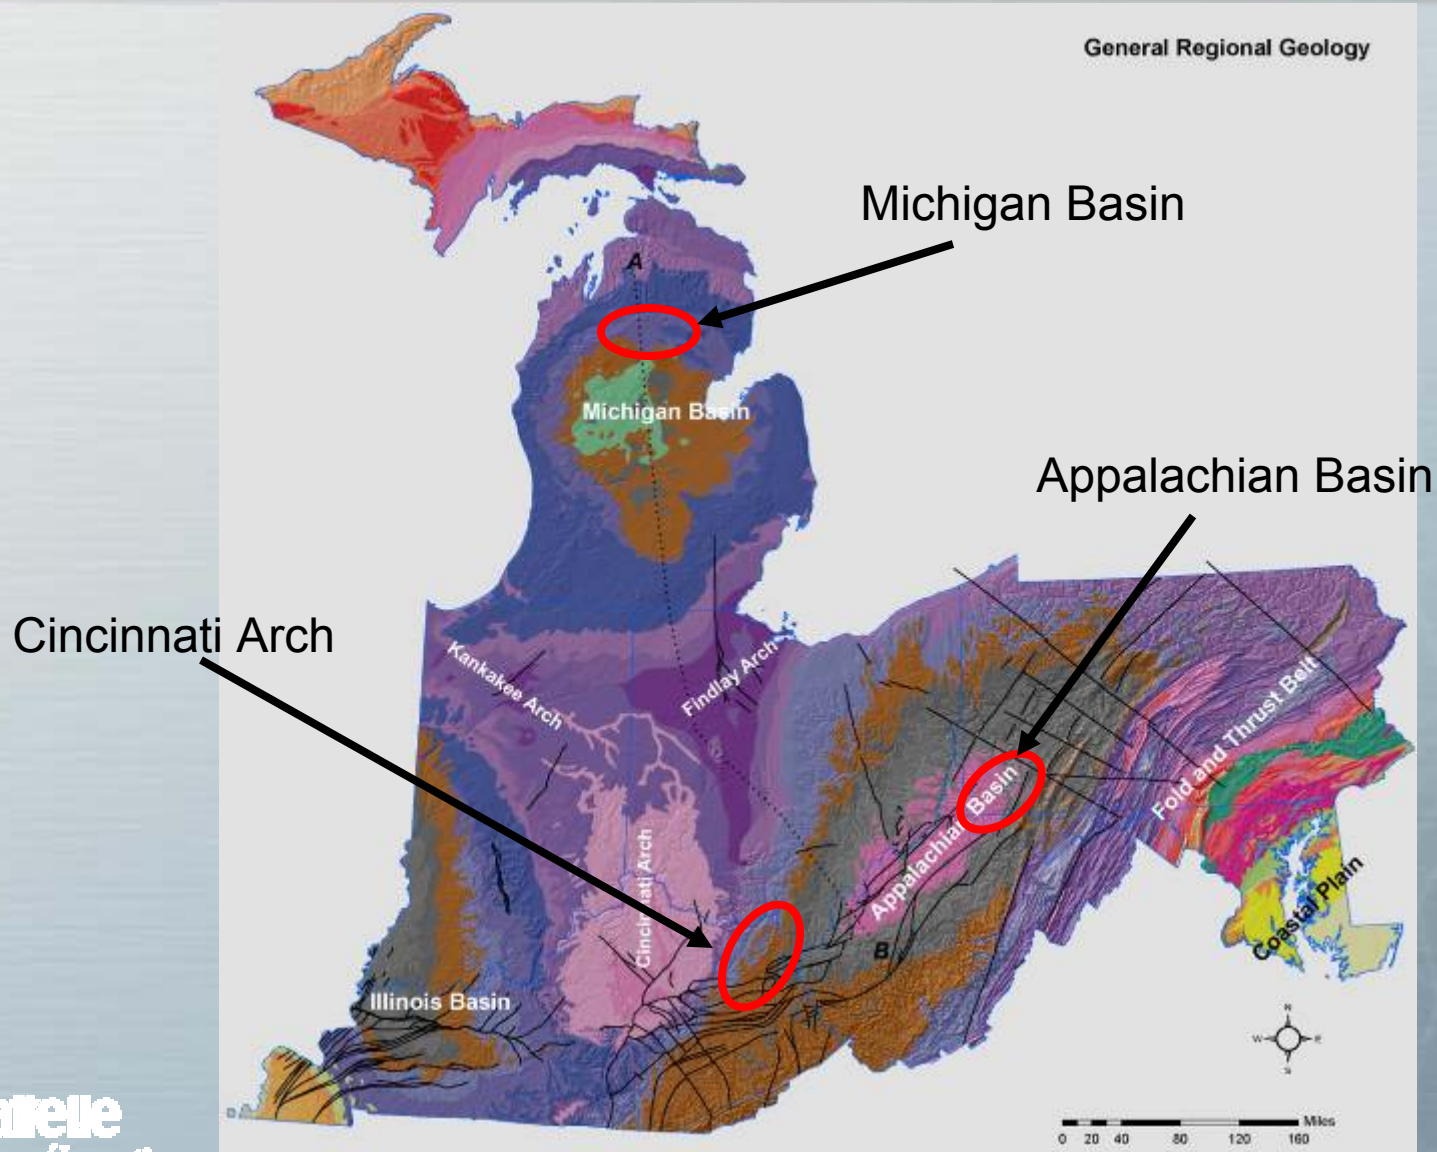 General Regional Geology
Michigan Basin
A
Michigan Basin
Appalachian Basin
Cincinnati Arch
Kankakee Arch
Findlay Arch
Fold and Thrust Belt
Appalachian Basin
Cincinnati Arch
Coastal Plain
B
Illinois Basin
N
W E
S
Miles
0 20 40 80 120 160